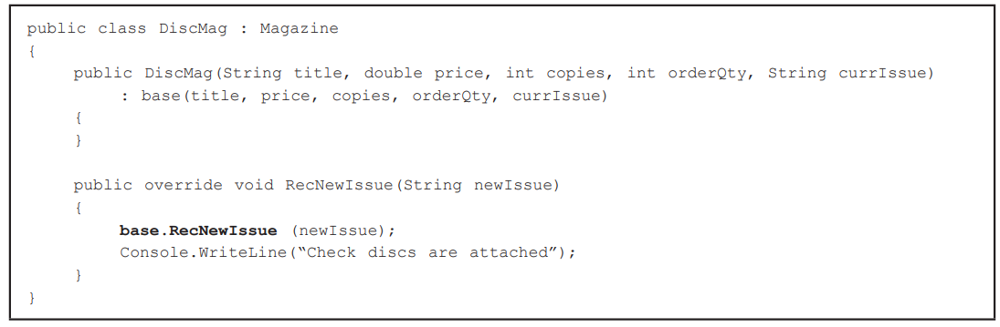 public class DiscMag : Magazine
{
public DiscMag(String title, double price, int copies, int orderQty, String currIssue)
: base(title, price, copies, orderQty, currIssue)
{
}
public override void RecNewIssue(String newIssue)
{
base.RecNewIssue (newIssue);
Console.WriteLine(“Check discs are attached”);
}
}